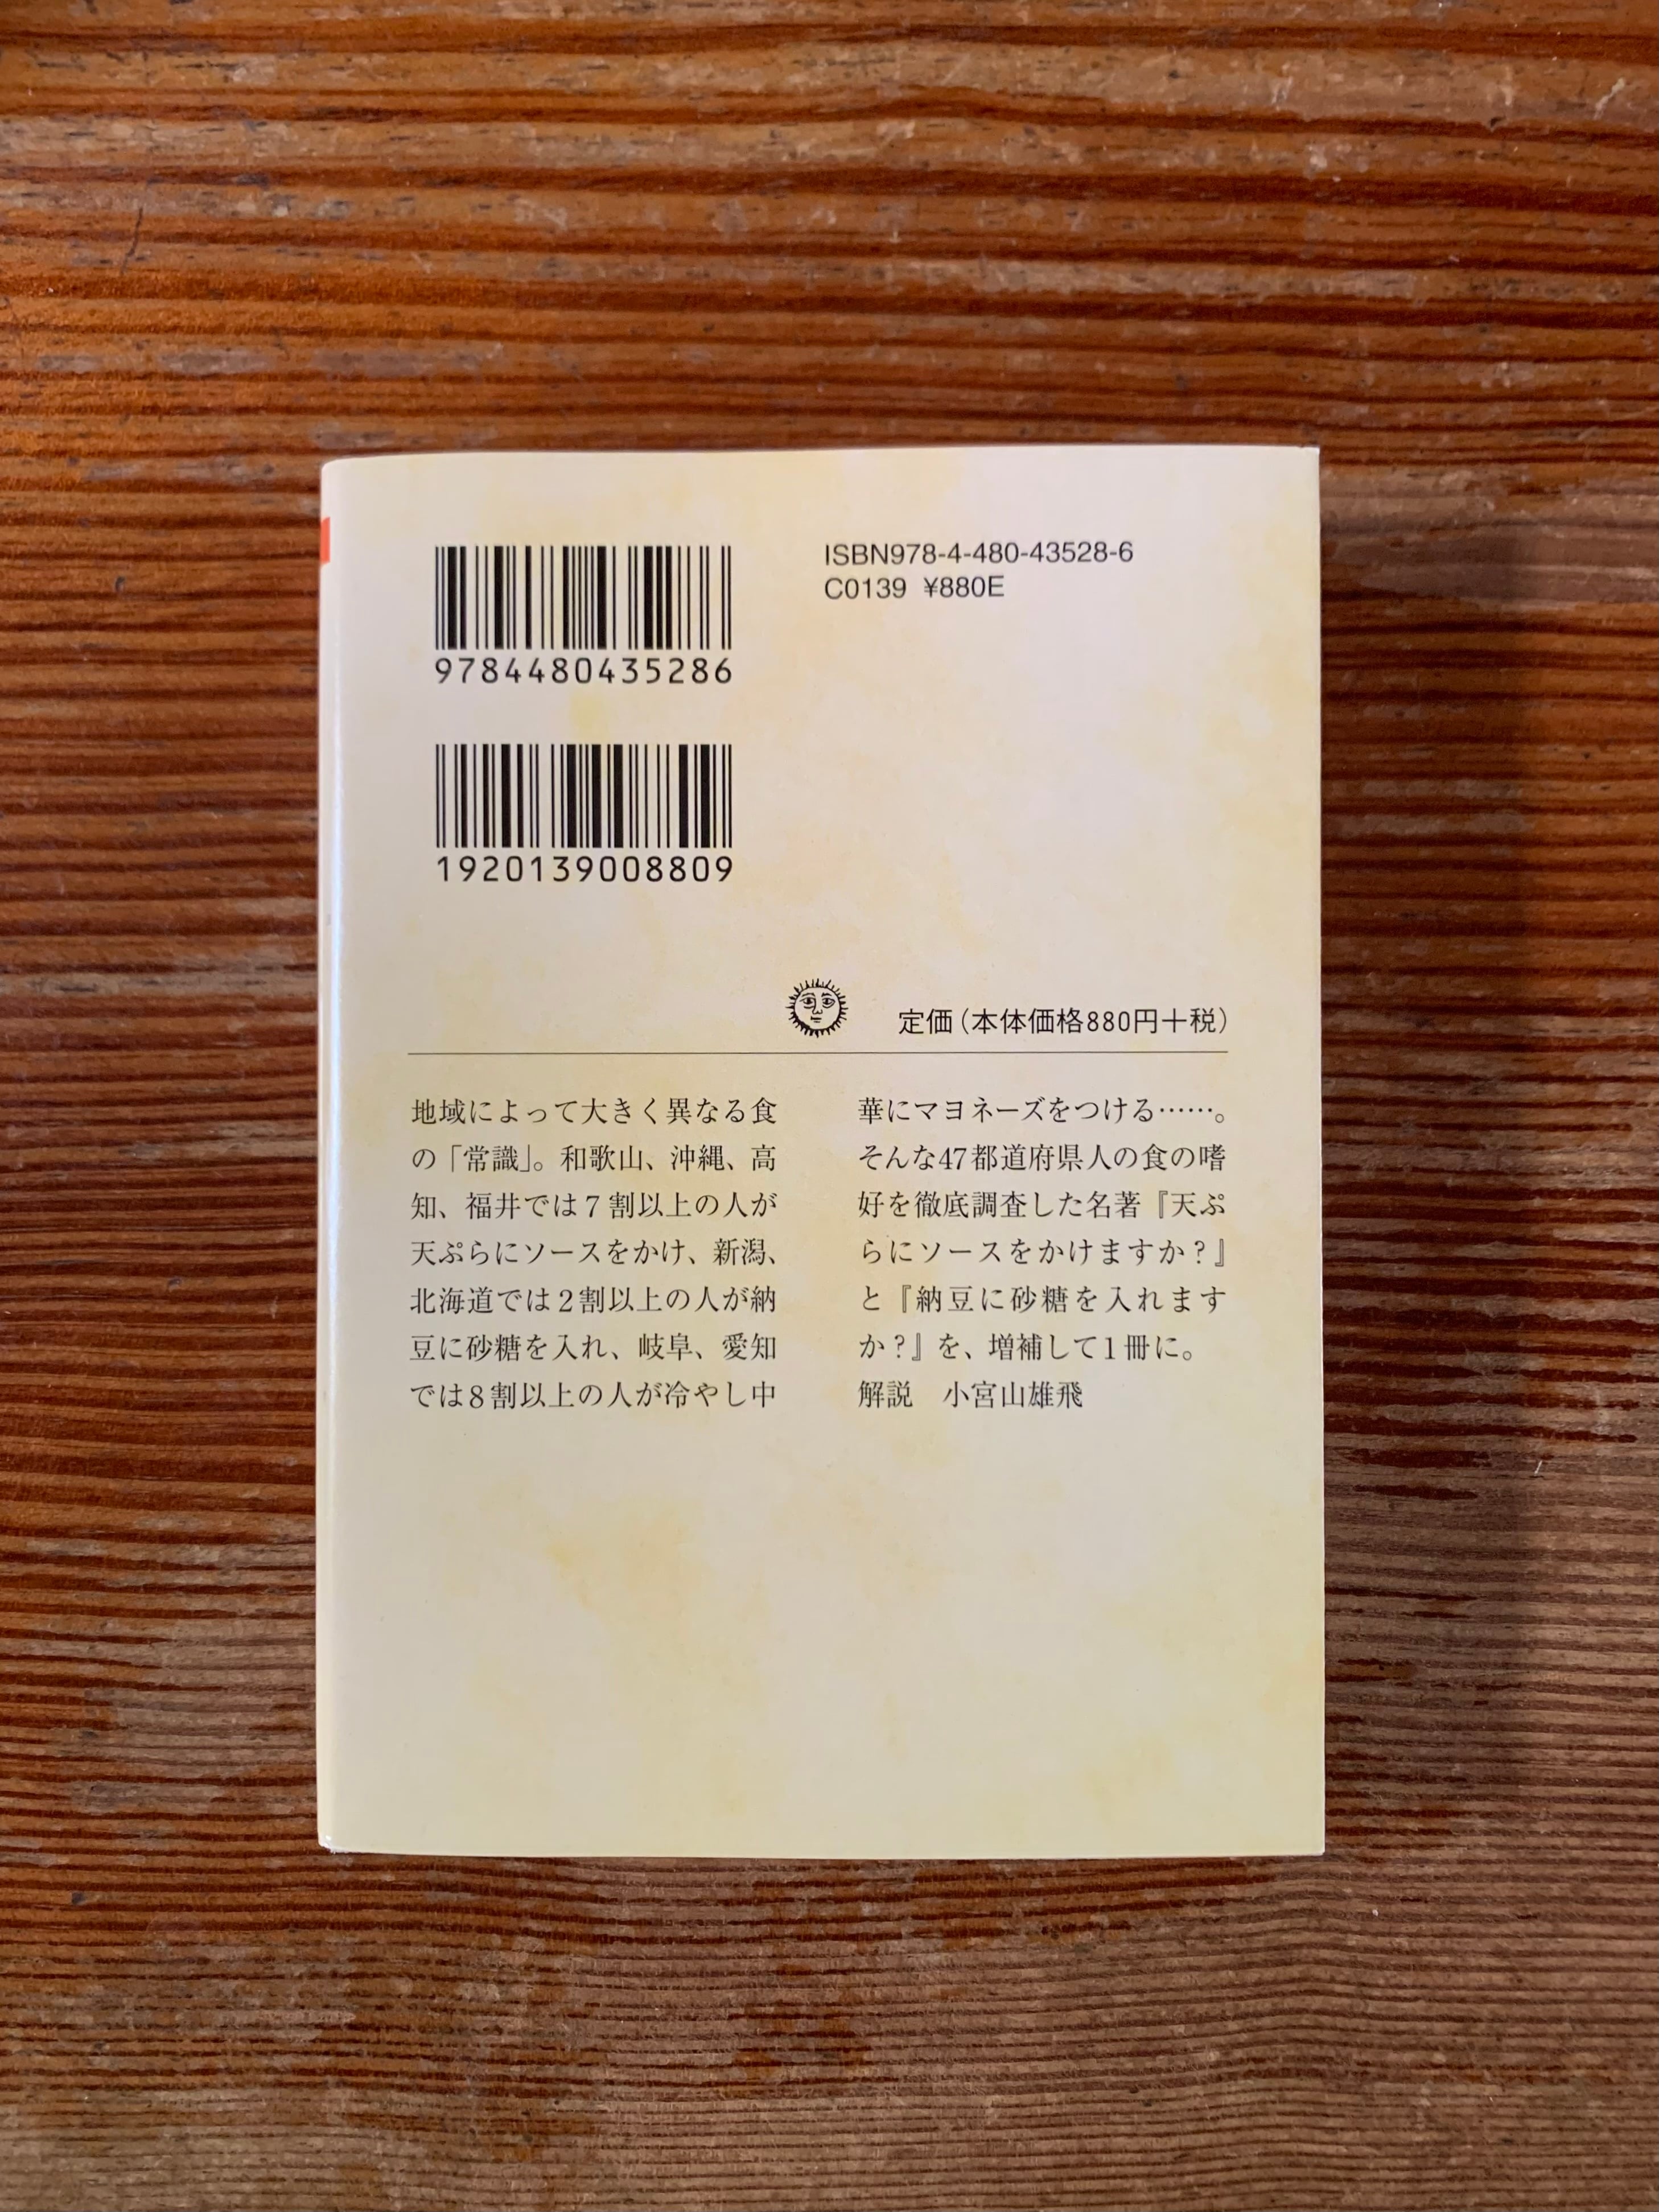 ISBN978-4-480-43528-6
C0139 ¥880E
9784480435286
1920139008809
定価(本体価格880円+税)
地域によって大きく異なる食
の「常識」。和歌山、沖縄、高
知、福井では7割以上の人が
天ぷらにソースをかけ、新潟、
北海道では2割以上の人が納
豆に砂糖を入れ、岐阜、愛知
では8割以上の人が冷やし中
華にマヨネーズをつける……。
そんな47都道府県人の食の嗜
好を徹底調査した名著『天ぷ
らにソースをかけますか?』
と『納豆に砂糖を入れます
か?』を、増補して1冊に。
解説 小宮山雄飛